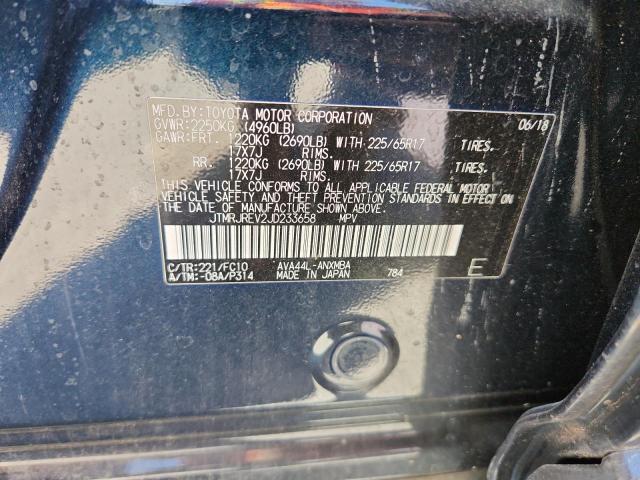 MFD. BY: TOYOTA MOTOR CORPORATION 06/18
GVWR: 2250KG (4960LB)
GAWR: FRT. 1220KG (2690LB) WITH 225/65R17 TIRES.
17X7J RIMS.
RR. 1220KG (2690LB) WITH 225/65R17 TIRES.
17X7J RIMS.
THIS VEHICLE CONFORMS TO ALL APPLICABLE FEDERAL MOTOR
VEHICLE SAFETY AND THEFT PREVENTION STANDARDS IN EFFECT ON
THE DATE OF MANUFACTURE SHOWN ABOVE.
JTMRJREV2JD233658 MPV
C/TR: 221/FC10 AVA44L-ANXMBA
A/TM: -08A/P314 MADE IN JAPAN 784 E